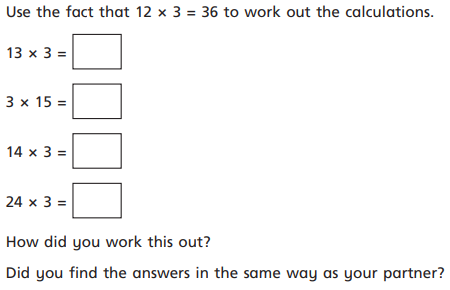 Use the fact that 12 × 3 = 36 to work out the calculations.
13 × 3 =
3 × 15 =
14 × 3 =
24 × 3 =
How did you work this out?
Did you find the answers in the same way as your partner?